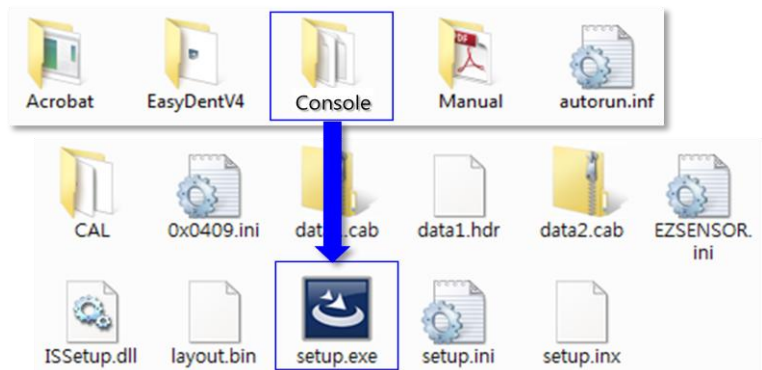 Acrobat
EasyDentV4
Console
Manual
autorun.inf
CAL
0x0409.ini
.cab
data1.hdr
data2.cab
EZSENSOR.
ini
ISSetup.dll
layout.bin
setup.exe
setup.ini
setup.inx